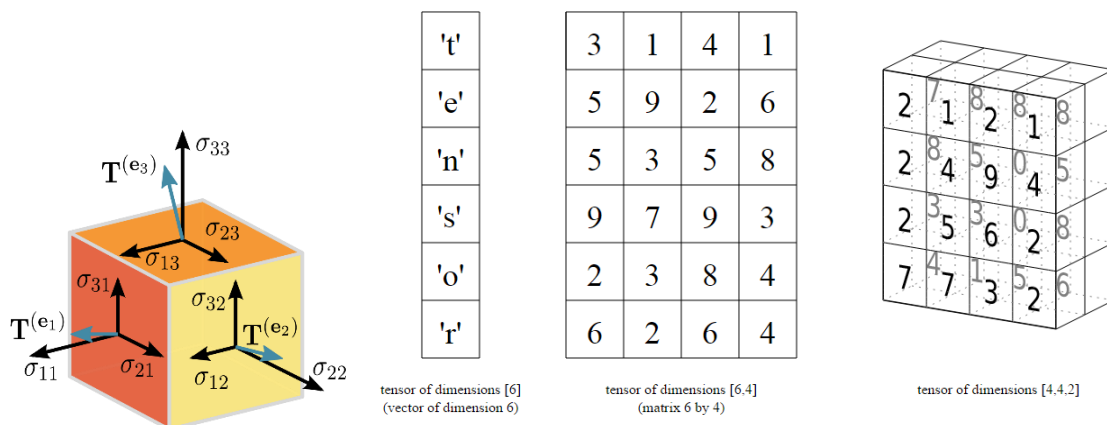 σ33
T(e3)
σ23
σ13
σ31
σ32
T(e1)
T(e2)
σ11
σ21
σ12
σ22
't'
'e'
'n'
's'
'o'
'r'
tensor of dimensions [6]
(vector of dimension 6)
3 1 4 1
5 9 2 6
5 3 5 8
9 7 9 3
2 3 8 4
6 2 6 4
tensor of dimensions [6,4]
(matrix 6 by 4)
2 7 1 8 2 8 1 8
2 8 4 5 9 0 4 5
2 3 5 3 6 0 2 8
7 4 7 1 3 5 2 6
tensor of dimensions [4,4,2]